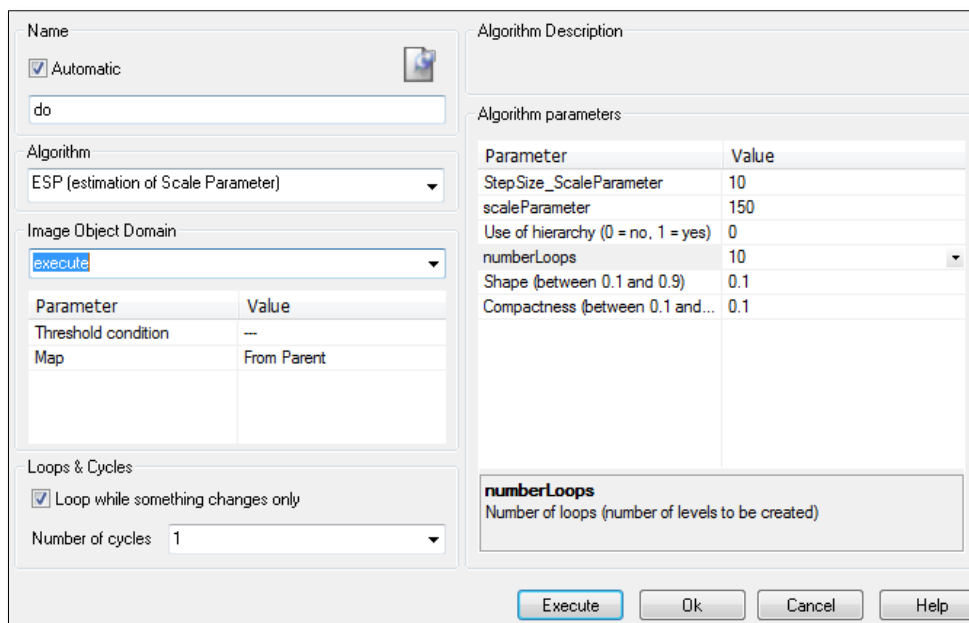 Name
Automatic
do
Algorithm
ESP (estimation of Scale Parameter)
Image Object Domain
execute
Parameter Value
Threshold condition ---
Map From Parent
Loops & Cycles
Loop while something changes only
Number of cycles 1
Algorithm Description
Algorithm parameters
Parameter Value
StepSize_ScaleParameter 10
scaleParameter 150
Use of hierarchy (0 = no, 1 = yes) 0
numberLoops 10
Shape (between 0.1 and 0.9) 0.1
Compactness (between 0.1 and... 0.1
numberLoops
Number of loops (number of levels to be created)
Execute Ok Cancel Help